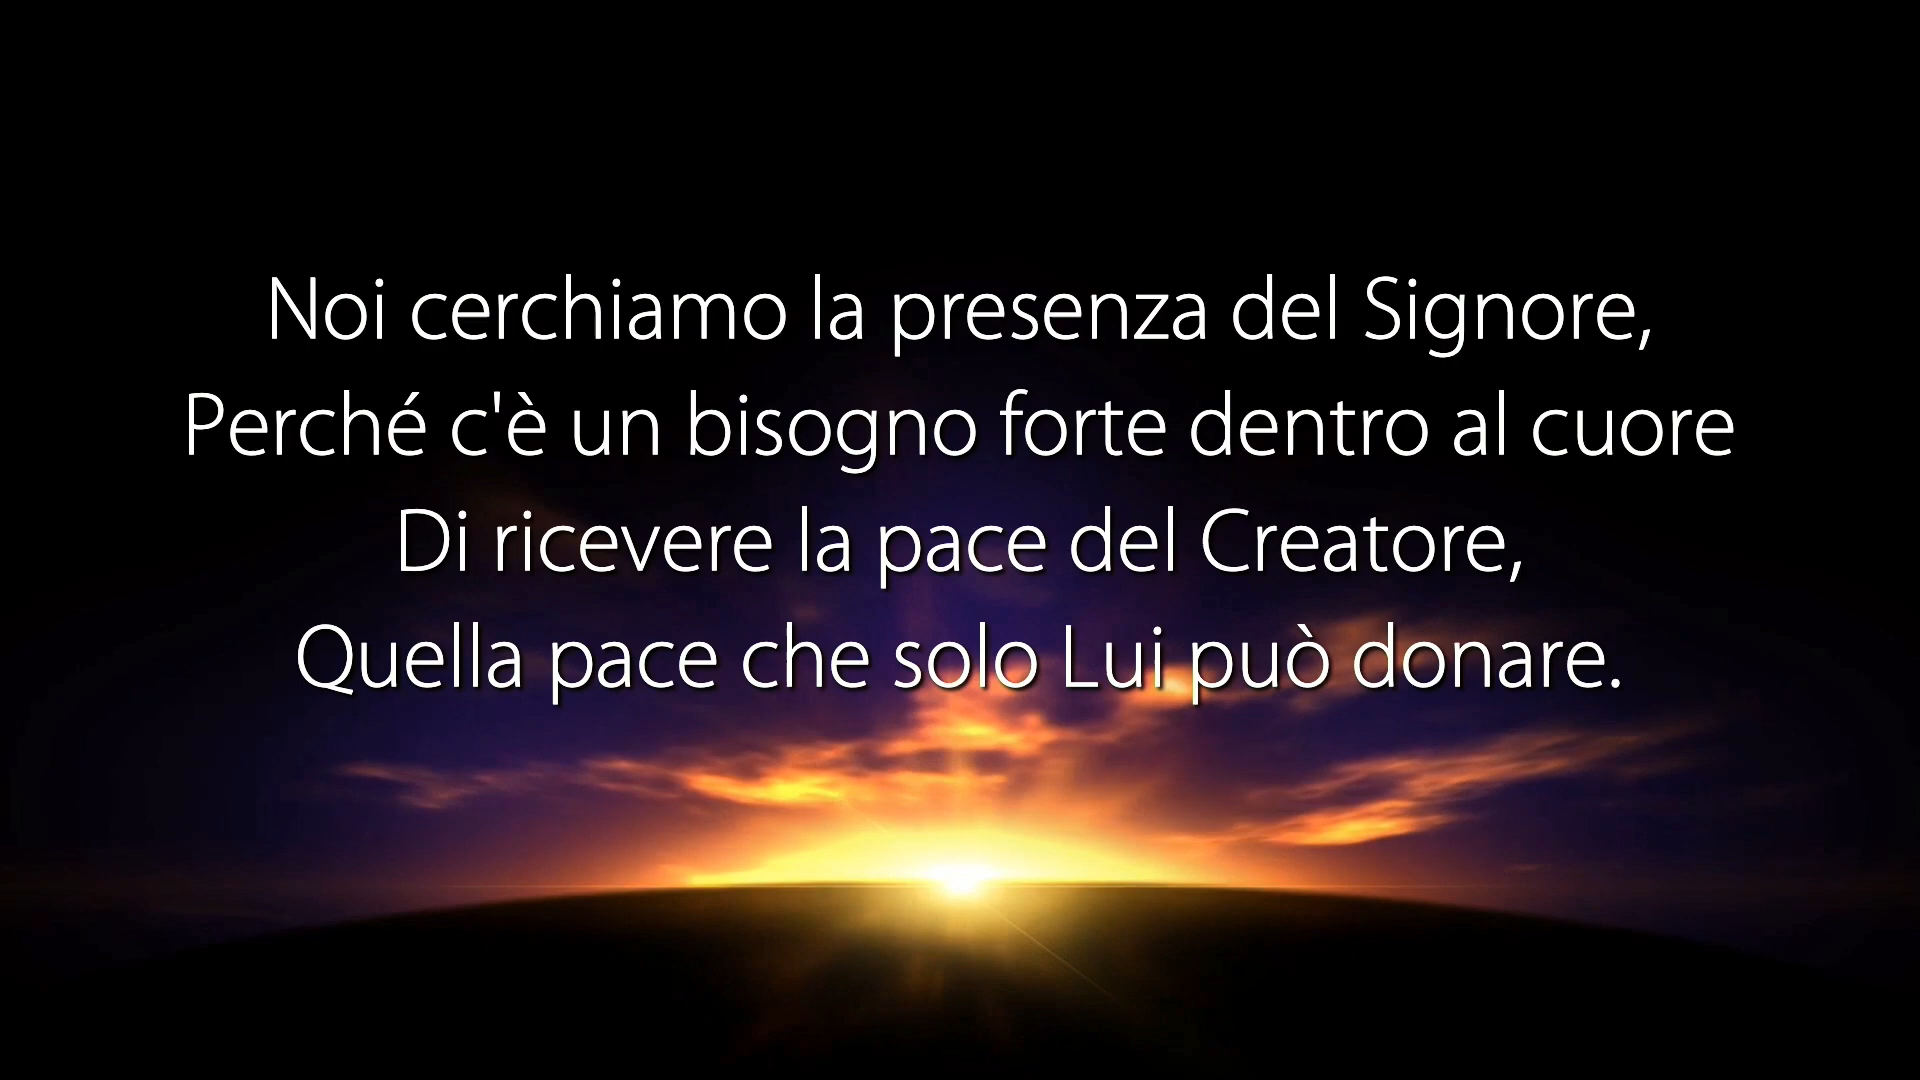 Noi cerchiamo la presenza del Signore,
Perché c'è un bisogno forte dentro al cuore
Di ricevere la pace del Creatore,
Quella pace che solo Lui può donare.